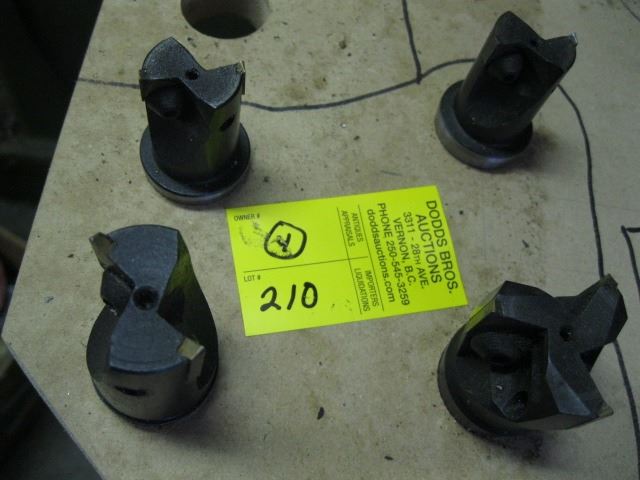 OWNER #
LOT #
210
ANTIQUES
APPRAISALS
IMPORTERS
LIQUIDATIONS
DODDS BROS.
AUCTIONS
3311 - 28TH AVE.
VERNON, B.C.
PHONE 250-545-3259
doddsauctions.com